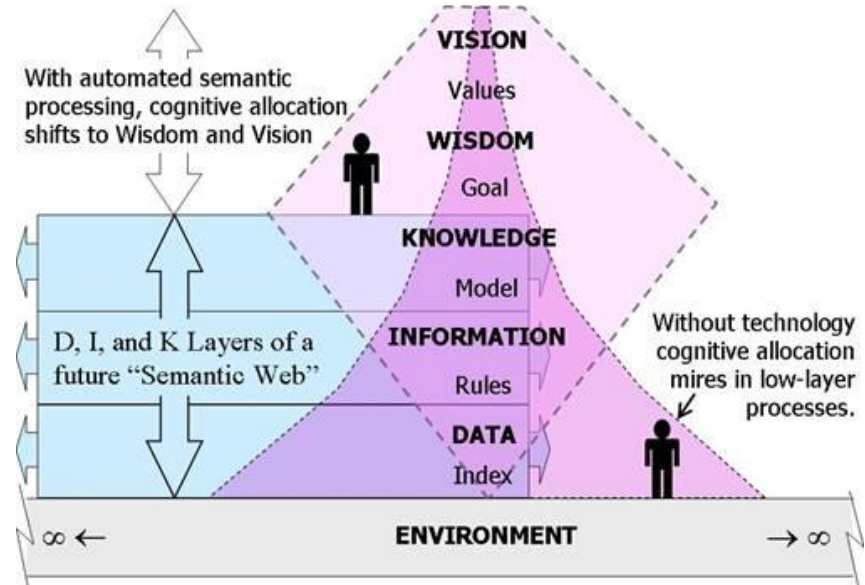 VISION
With automated semantic
processing, cognitive allocation
shifts to Wisdom and Vision
Values
WISDOM
Goal
KNOWLEDGE
Model
D, I, and K Layers of a
future “Semantic Web”
INFORMATION
Rules
Without technology
cognitive allocation
mires in low-layer
processes.
DATA
Index
∞ ← ENVIRONMENT → ∞